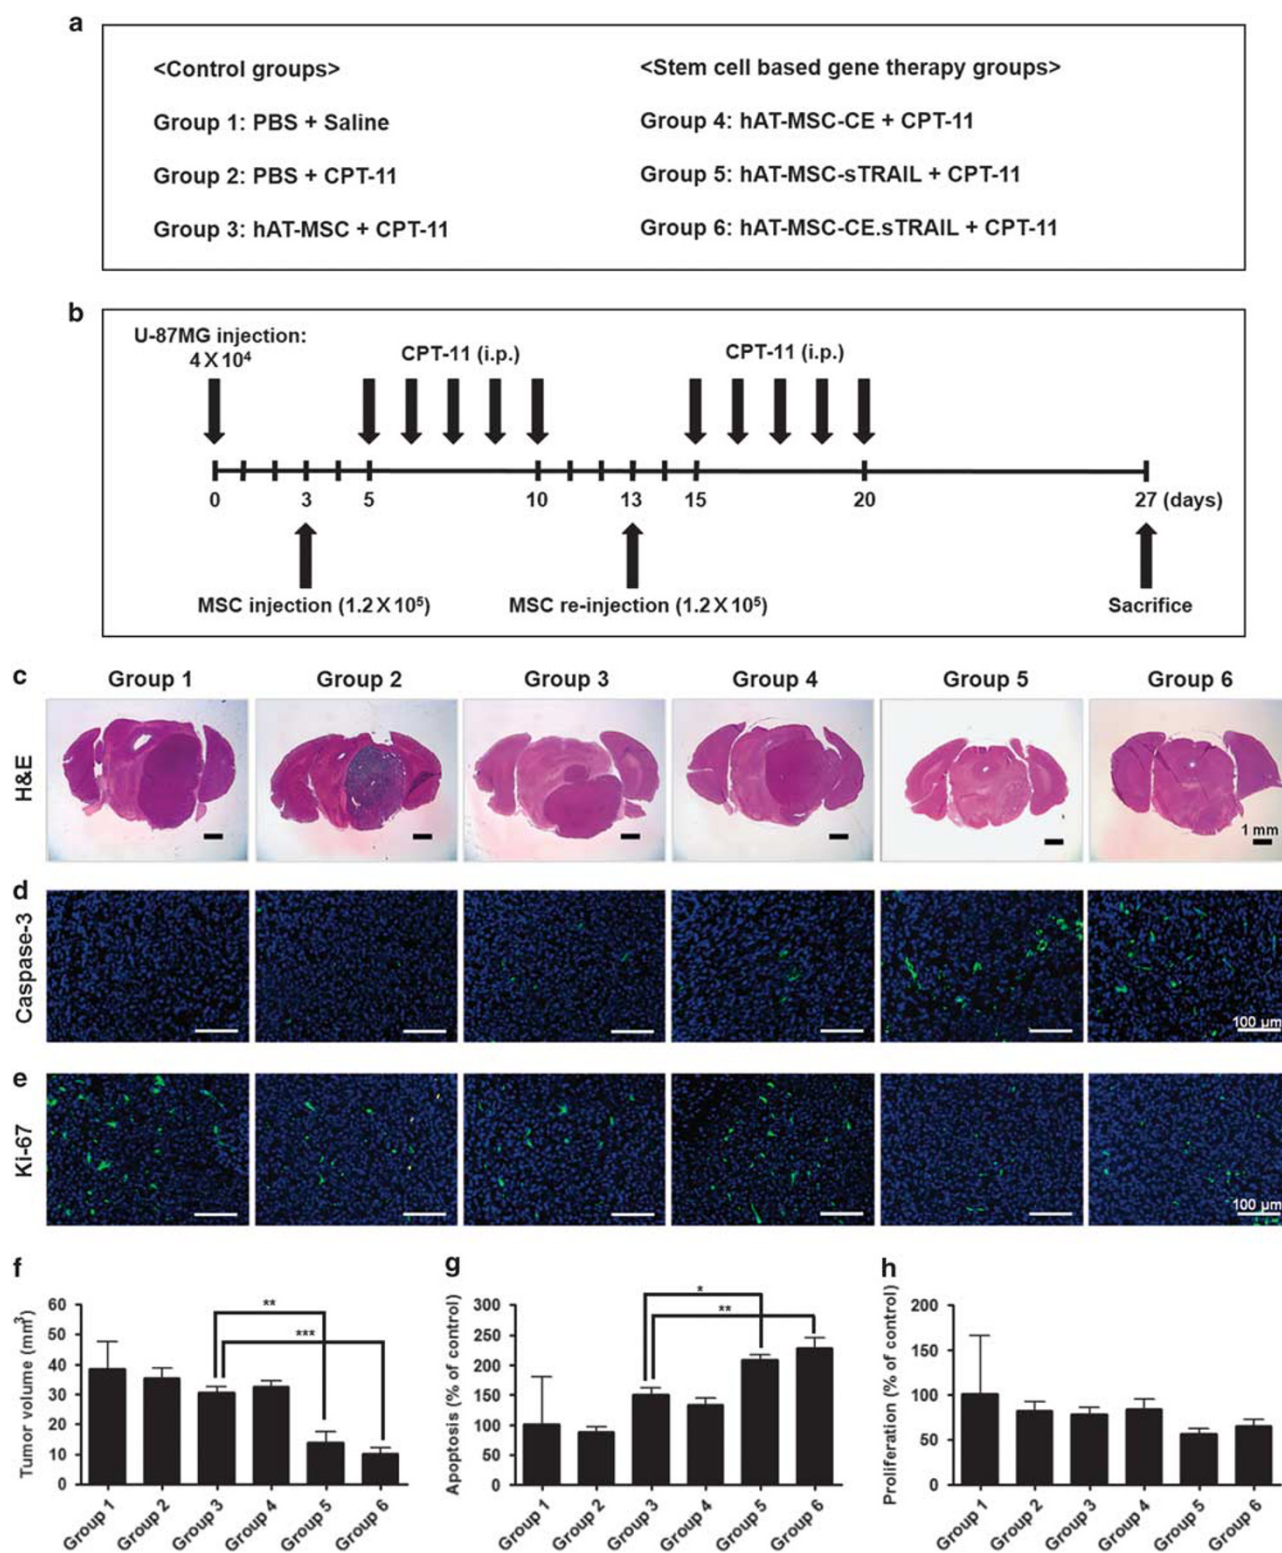 a
<Control groups>
Group 1: PBS + Saline
Group 2: PBS + CPT-11
Group 3: hAT-MSC + CPT-11
<Stem cell based gene therapy groups>
Group 4: hAT-MSC-CE + CPT-11
Group 5: hAT-MSC-sTRAIL + CPT-11
Group 6: hAT-MSC-CE.sTRAIL + CPT-11
b
U-87MG injection:
4 X 10⁴
CPT-11 (i.p.)
CPT-11 (i.p.)
0 3 5 10 13 15 20 27 (days)
MSC injection (1.2 X 10⁵)
MSC re-injection (1.2 X 10⁵)
Sacrifice
c
Group 1 Group 2 Group 3 Group 4 Group 5 Group 6
H&E
1 mm
d
Caspase-3
100 µm
e
Ki-67
100 µm
f
Tumor volume (mm³)
60
50
40
30
20
10
0
**
***
Group 1 Group 2 Group 3 Group 4 Group 5 Group 6
g
Apoptosis (% of control)
300
250
200
150
100
50
0
*
**
Group 1 Group 2 Group 3 Group 4 Group 5 Group 6
h
Proliferation (% of control)
200
150
100
50
0
Group 1 Group 2 Group 3 Group 4 Group 5 Group 6